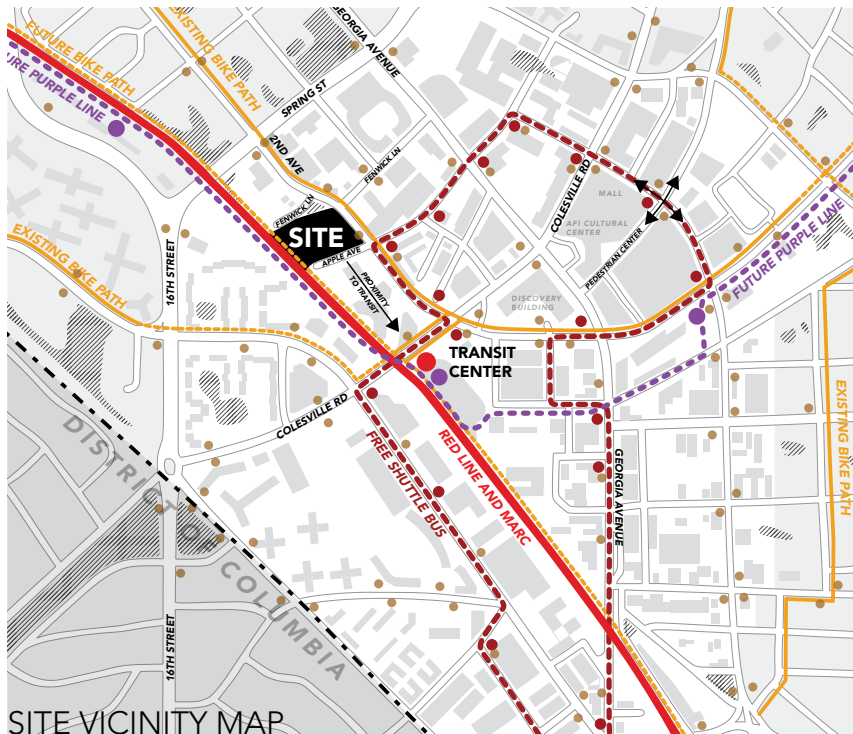 FUTURE BIKE PATH
EXISTING BIKE PATH
GEORGIA AVENUE
URE PURPLE LINE
SPRING ST
2ND AVE
FENWICK LN
FENWICK LN
SITE
APPLE AVE
PROXIMITY
TO TRANSIT
COLESVILLE RD
MALL
AFI CULTURAL
CENTER
PEDESTRIAN CENTER
FUTURE PURPLE LINE
EXISTING BIKE PATH
16TH STREET
DISCOVERY
BUILDING
TRANSIT
CENTER
COLESVILLE RD
FREE SHUTTLE BUS
RED LINE AND MARC
GEORGIA AVENUE
EXISTING BIKE PATH
DISTRICT OF COLUMBIA
16TH STREET
SITE VICINITY MAP